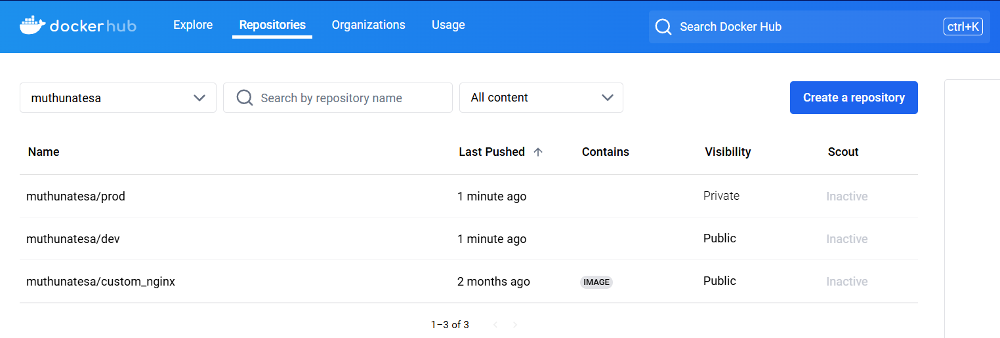 docker hub Explore Repositories Organizations Usage Search Docker Hub ctrl+K
muthunatesa Search by repository name All content Create a repository
Name Last Pushed Contains Visibility Scout
muthunatesa/prod 1 minute ago Private Inactive
muthunatesa/dev 1 minute ago Public Inactive
muthunatesa/custom_nginx 2 months ago IMAGE Public Inactive
1–3 of 3